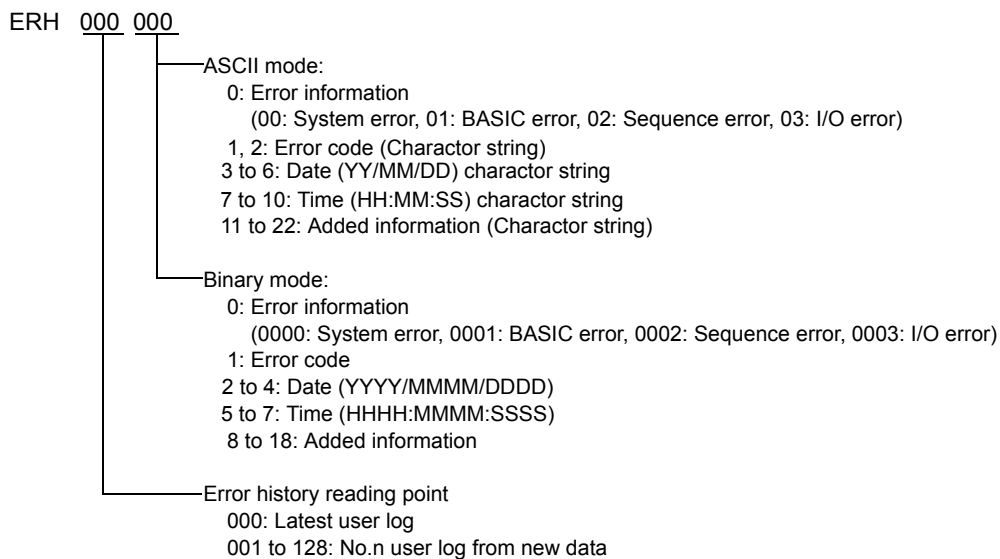 ERH 000 000
ASCII mode:
0: Error information
(00: System error, 01: BASIC error, 02: Sequence error, 03: I/O error)
1, 2: Error code (Charactor string)
3 to 6: Date (YY/MM/DD) charactor string
7 to 10: Time (HH:MM:SS) charactor string
11 to 22: Added information (Charactor string)
Binary mode:
0: Error information
(0000: System error, 0001: BASIC error, 0002: Sequence error, 0003: I/O error)
1: Error code
2 to 4: Date (YYYY/MMMM/DDDD)
5 to 7: Time (HHHH:MMMM:SSSS)
8 to 18: Added information
Error history reading point
000: Latest user log
001 to 128: No.n user log from new data